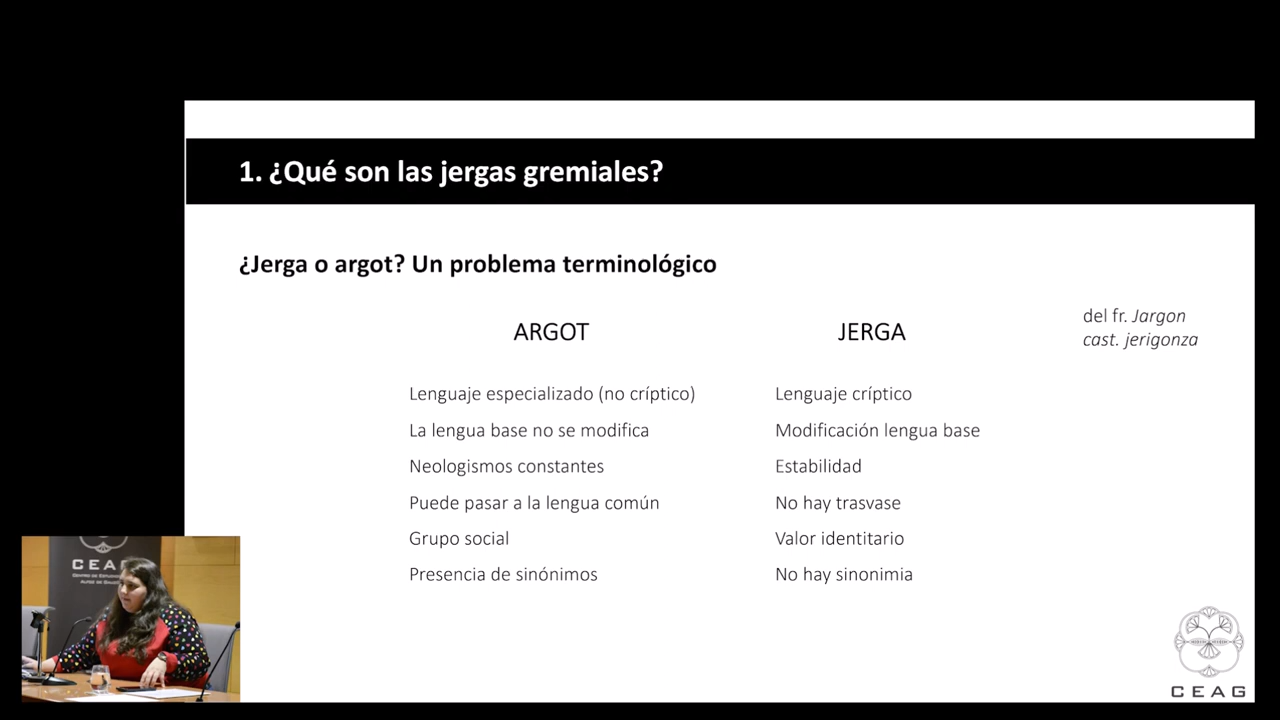 1. ¿Qué son las jergas gremiales?
¿Jerga o argot? Un problema terminológico
ARGOT
JERGA
del fr. Jargon
cast. jerigonza
Lenguaje especializado (no críptico)
Lenguaje críptico
La lengua base no se modifica
Modificación lengua base
Neologismos constantes
Estabilidad
Puede pasar a la lengua común
No hay trasvase
Grupo social
Valor identitario
Presencia de sinónimos
No hay sinonimia
CEAG